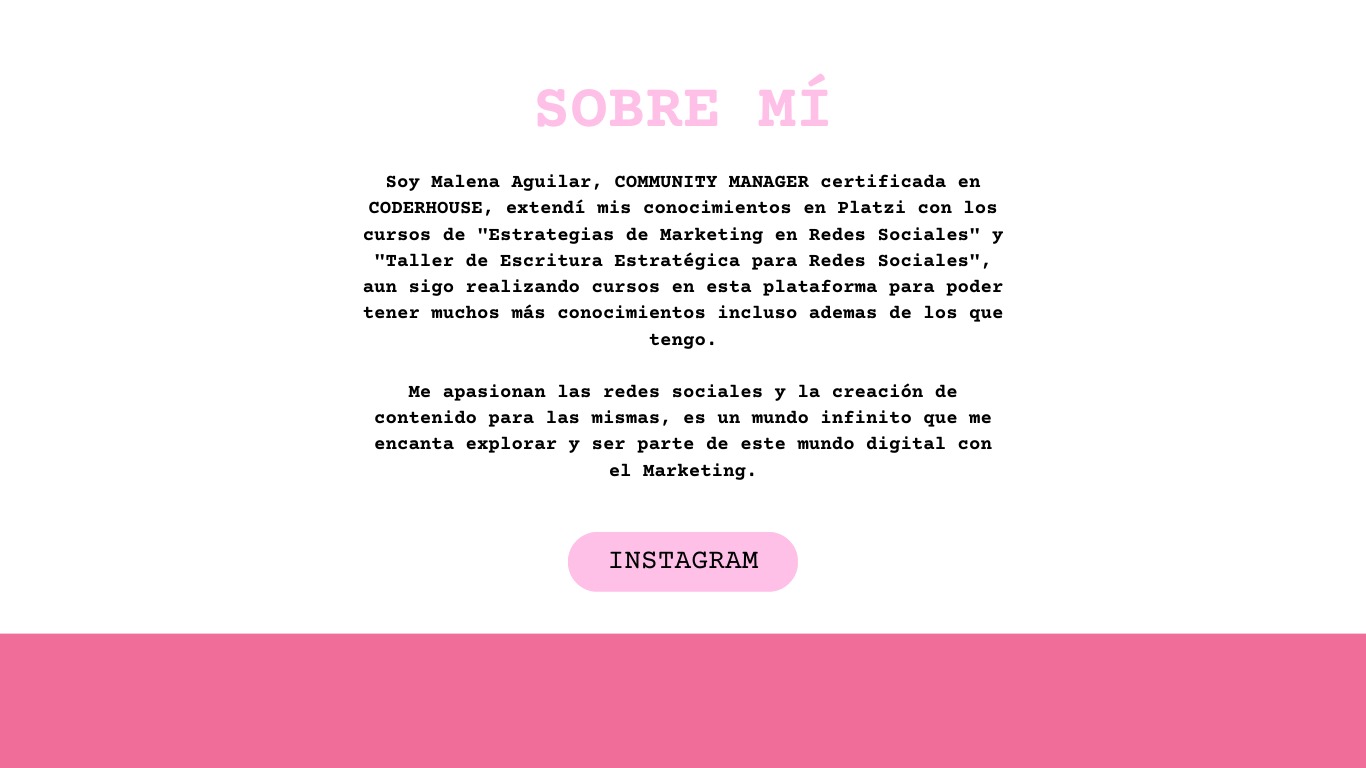 SOBRE MÍ
Soy Malena Aguilar, COMMUNITY MANAGER certificada en
CODERHOUSE, extendí mis conocimientos en Platzi con los
cursos de "Estrategias de Marketing en Redes Sociales" y
"Taller de Escritura Estratégica para Redes Sociales",
aun sigo realizando cursos en esta plataforma para poder
tener muchos más conocimientos incluso ademas de los que
tengo.
Me apasionan las redes sociales y la creación de
contenido para las mismas, es un mundo infinito que me
encanta explorar y ser parte de este mundo digital con
el Marketing.
INSTAGRAM